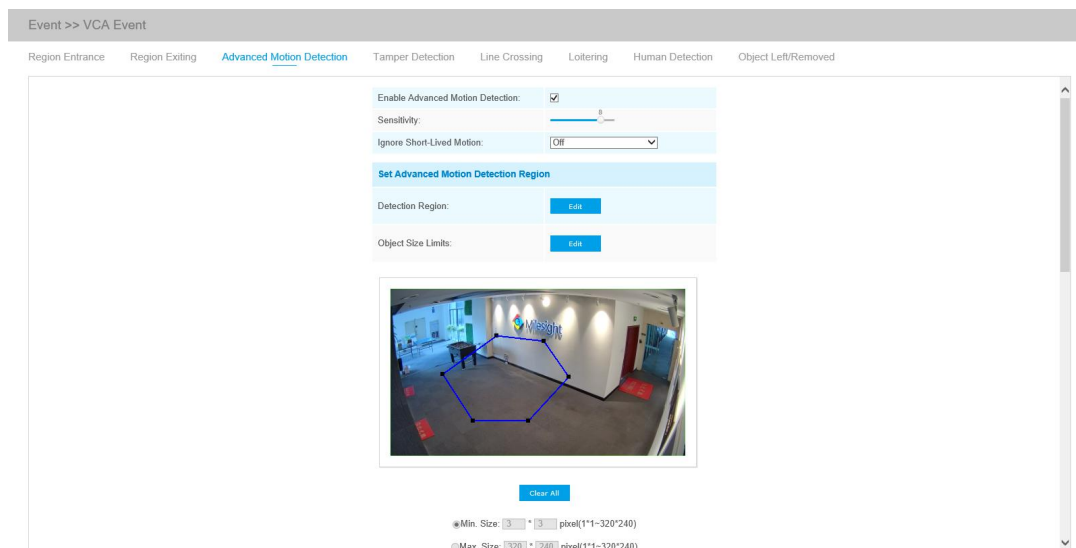 Event >> VCA Event
Region Entrance Region Exiting Advanced Motion Detection Tamper Detection Line Crossing Loitering Human Detection Object Left/Removed
Enable Advanced Motion Detection:
Sensitivity: 8
Ignore Short-Lived Motion: Off
Set Advanced Motion Detection Region
Detection Region: Edit
Object Size Limits: Edit
Milesight
Clear All
Min. Size: 3 * 3 pixel(1*1~320*240)
Max. Size: 320 * 240 pixel(1*1~320*240)